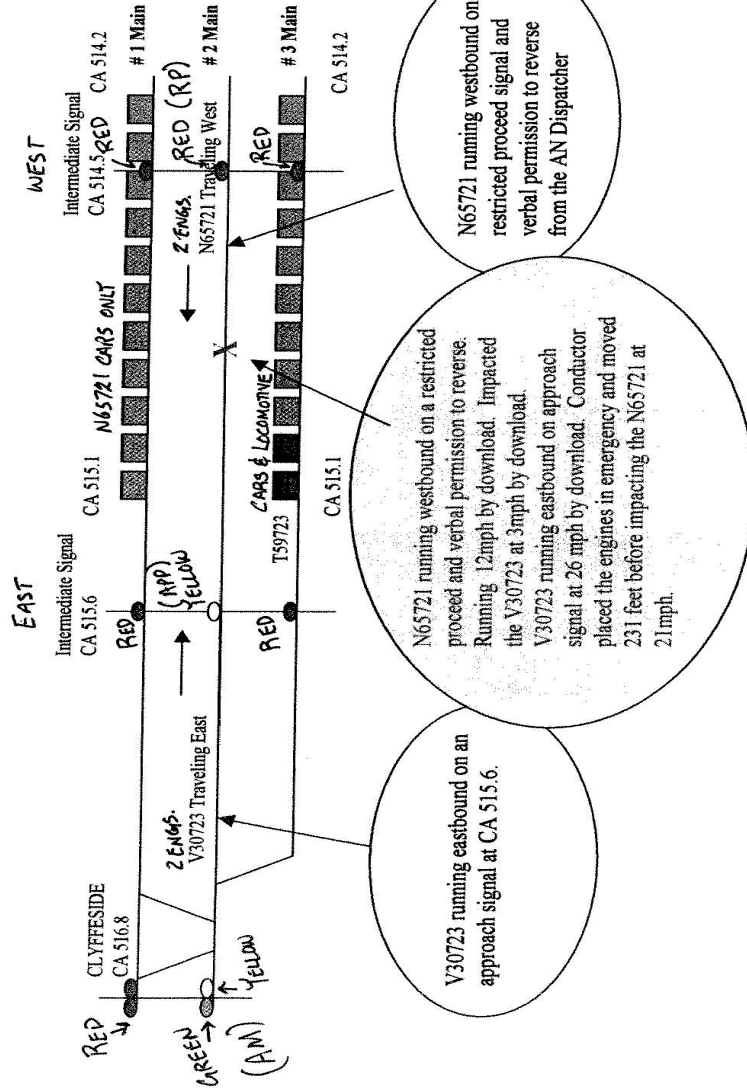 EAST
WEST
Intermediate Signal
CA 515.6
Intermediate Signal
CA 514.5
CLYFFESIDE
CA 516.8
CA 515.1
N65721 CARS ONLY
CA 514.2
RED
RED
RED
# 1 Main
2 ENGS.
V30723 Traveling East
(APP)
YELLOW
2 ENGS.
N65721 Traveling West
RED (RP)
# 2 Main
X
GREEN
(AM)
YELLOW
CARS & LOCOMOTIVE
RED
T59723
RED
# 3 Main
CA 515.1
CA 514.2
V30723 running eastbound on an
approach signal at CA 515.6.
N65721 running westbound on a restricted
proceed and verbal permission to reverse.
Running 12mph by download. Impacted
the V30723 at 3mph by download.
V30723 running eastbound on approach
signal at 26 mph by download. Conductor
placed the engines in emergency and moved
231 feet before impacting the N65721 at
21mph.
N65721 running westbound on
restricted proceed signal and
verbal permission to reverse
from the AN Dispatcher